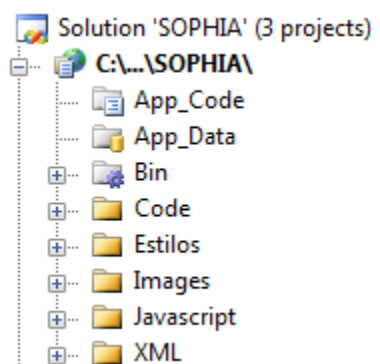 Solution 'SOPHIA' (3 projects)
C:\...\SOPHIA\
App_Code
App_Data
Bin
Code
Estilos
Images
Javascript
XML